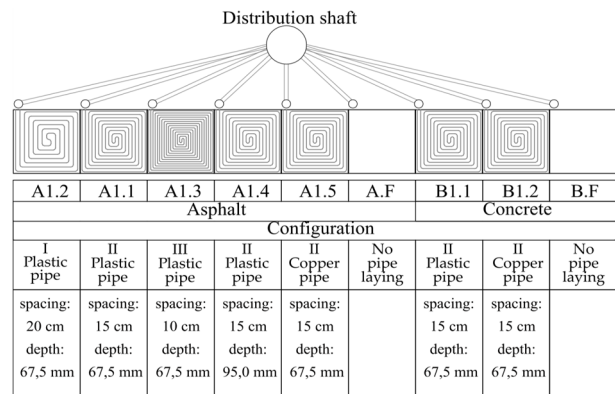 Distribution shaft
A1.2 A1.1 A1.3 A1.4 A1.5 A.F B1.1 B1.2 B.F
Asphalt Concrete
Configuration
I II III II II No II II No
Plastic Plastic Plastic Plastic Copper pipe Plastic Copper pipe
pipe pipe pipe pipe pipe laying pipe pipe laying
spacing: spacing: spacing: spacing: spacing: spacing: spacing:
20 cm 15 cm 10 cm 15 cm 15 cm 15 cm 15 cm
depth: depth: depth: depth: depth: depth: depth:
67,5 mm 67,5 mm 67,5 mm 95,0 mm 67,5 mm 67,5 mm 67,5 mm